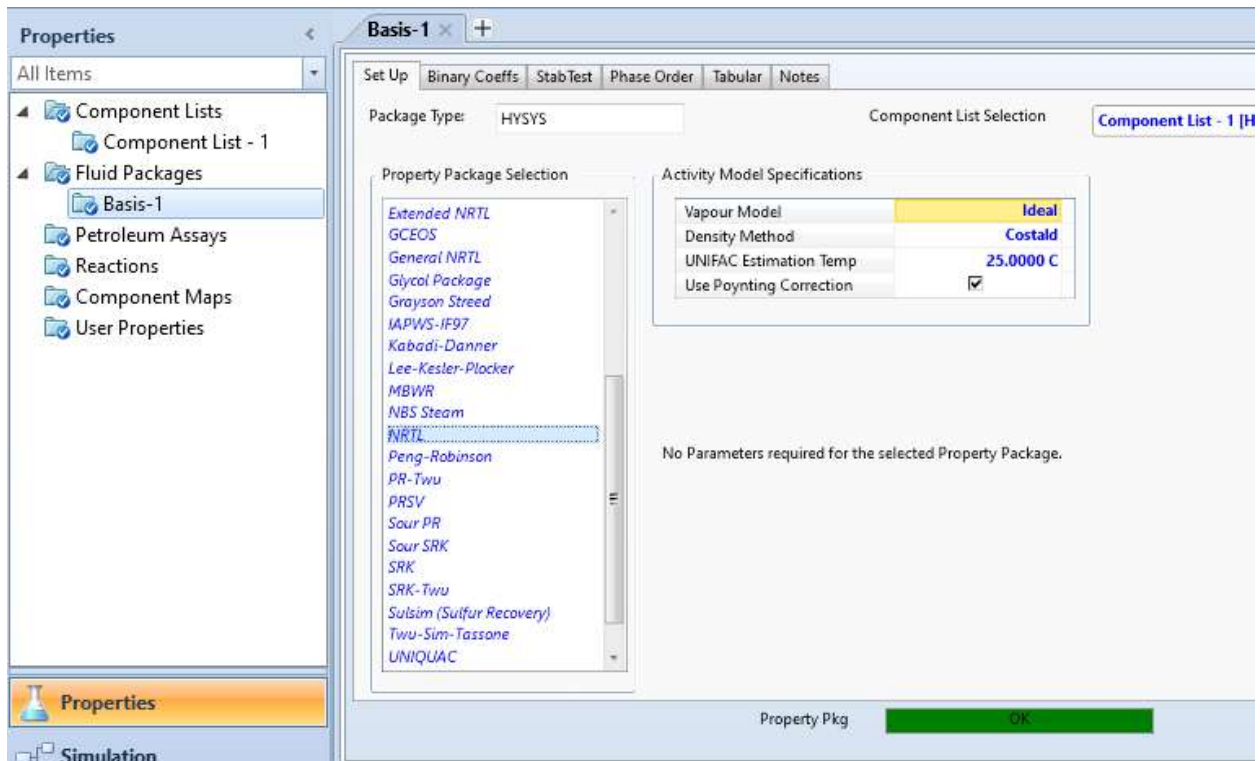 Properties <
All Items
Component Lists
Component List - 1
Fluid Packages
Basis-1
Petroleum Assays
Reactions
Component Maps
User Properties
Properties
Simulation
Basis-1 × +
Set Up Binary Coeffs StabTest Phase Order Tabular Notes
Package Type: HYSYS Component List Selection Component List - 1 [H
Property Package Selection
Extended NRTL
GCEOS
General NRTL
Glycol Package
Grayson Streed
IAPWS-IF97
Kabadi-Danner
Lee-Kesler-Plocker
MBWR
NBS Steam
NRTL
Peng-Robinson
PR-Twu
PRSV
Sour PR
Sour SRK
SRK
SRK-Twu
Sulsim (Sulfur Recovery)
Twu-Sim-Tassone
UNIQUAC
Activity Model Specifications
Vapour Model Ideal
Density Method Costald
UNIFAC Estimation Temp 25.0000 C
Use Poynting Correction
No Parameters required for the selected Property Package.
Property Pkg OK